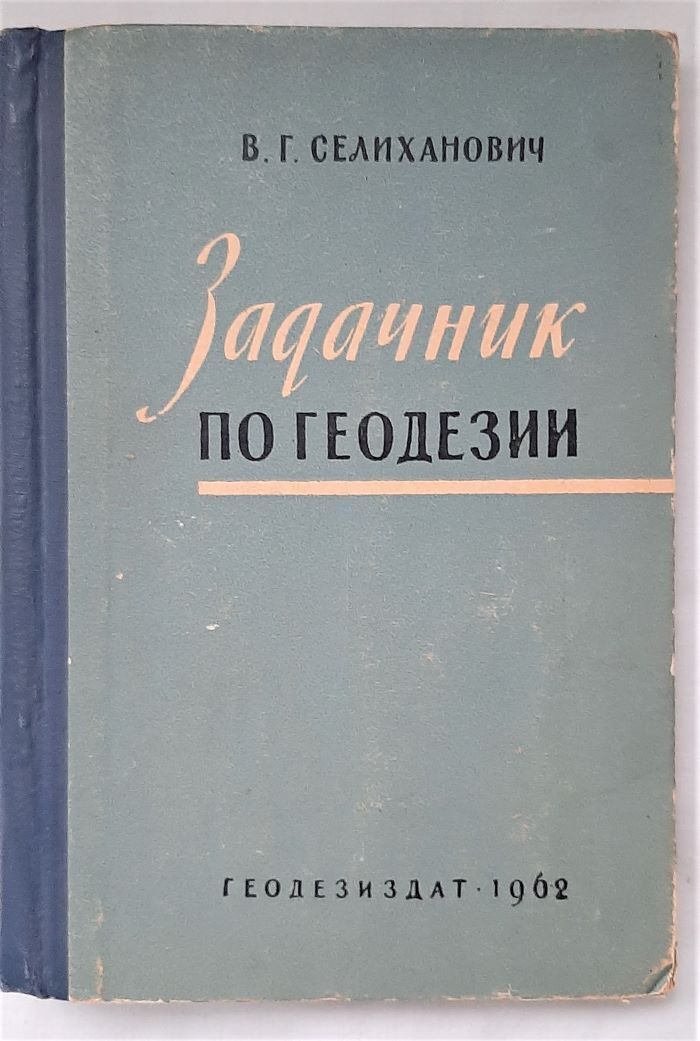 В. Г. СЕЛИХАНОВИЧ
Задачник
ПО ГЕОДЕЗИИ
ГЕОДЕЗИЗДАТ · 1962